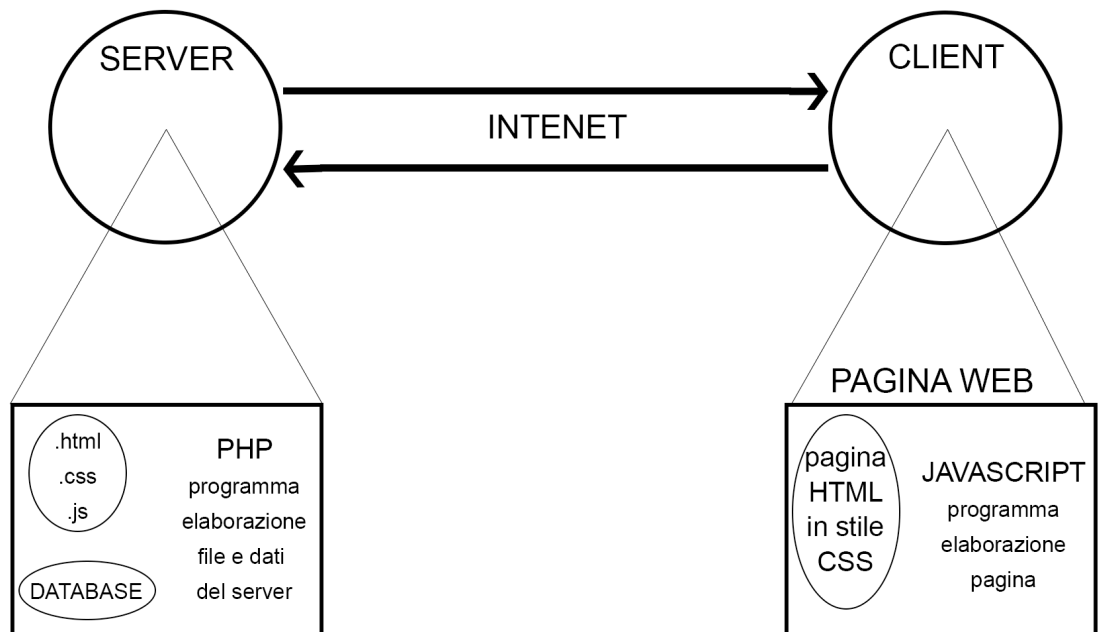 SERVER
CLIENT
INTENET
PAGINA WEB
.html
.css
.js
DATABASE
PHP
programma
elaborazione
file e dati
del server
pagina
HTML
in stile
CSS
JAVASCRIPT
programma
elaborazione
pagina